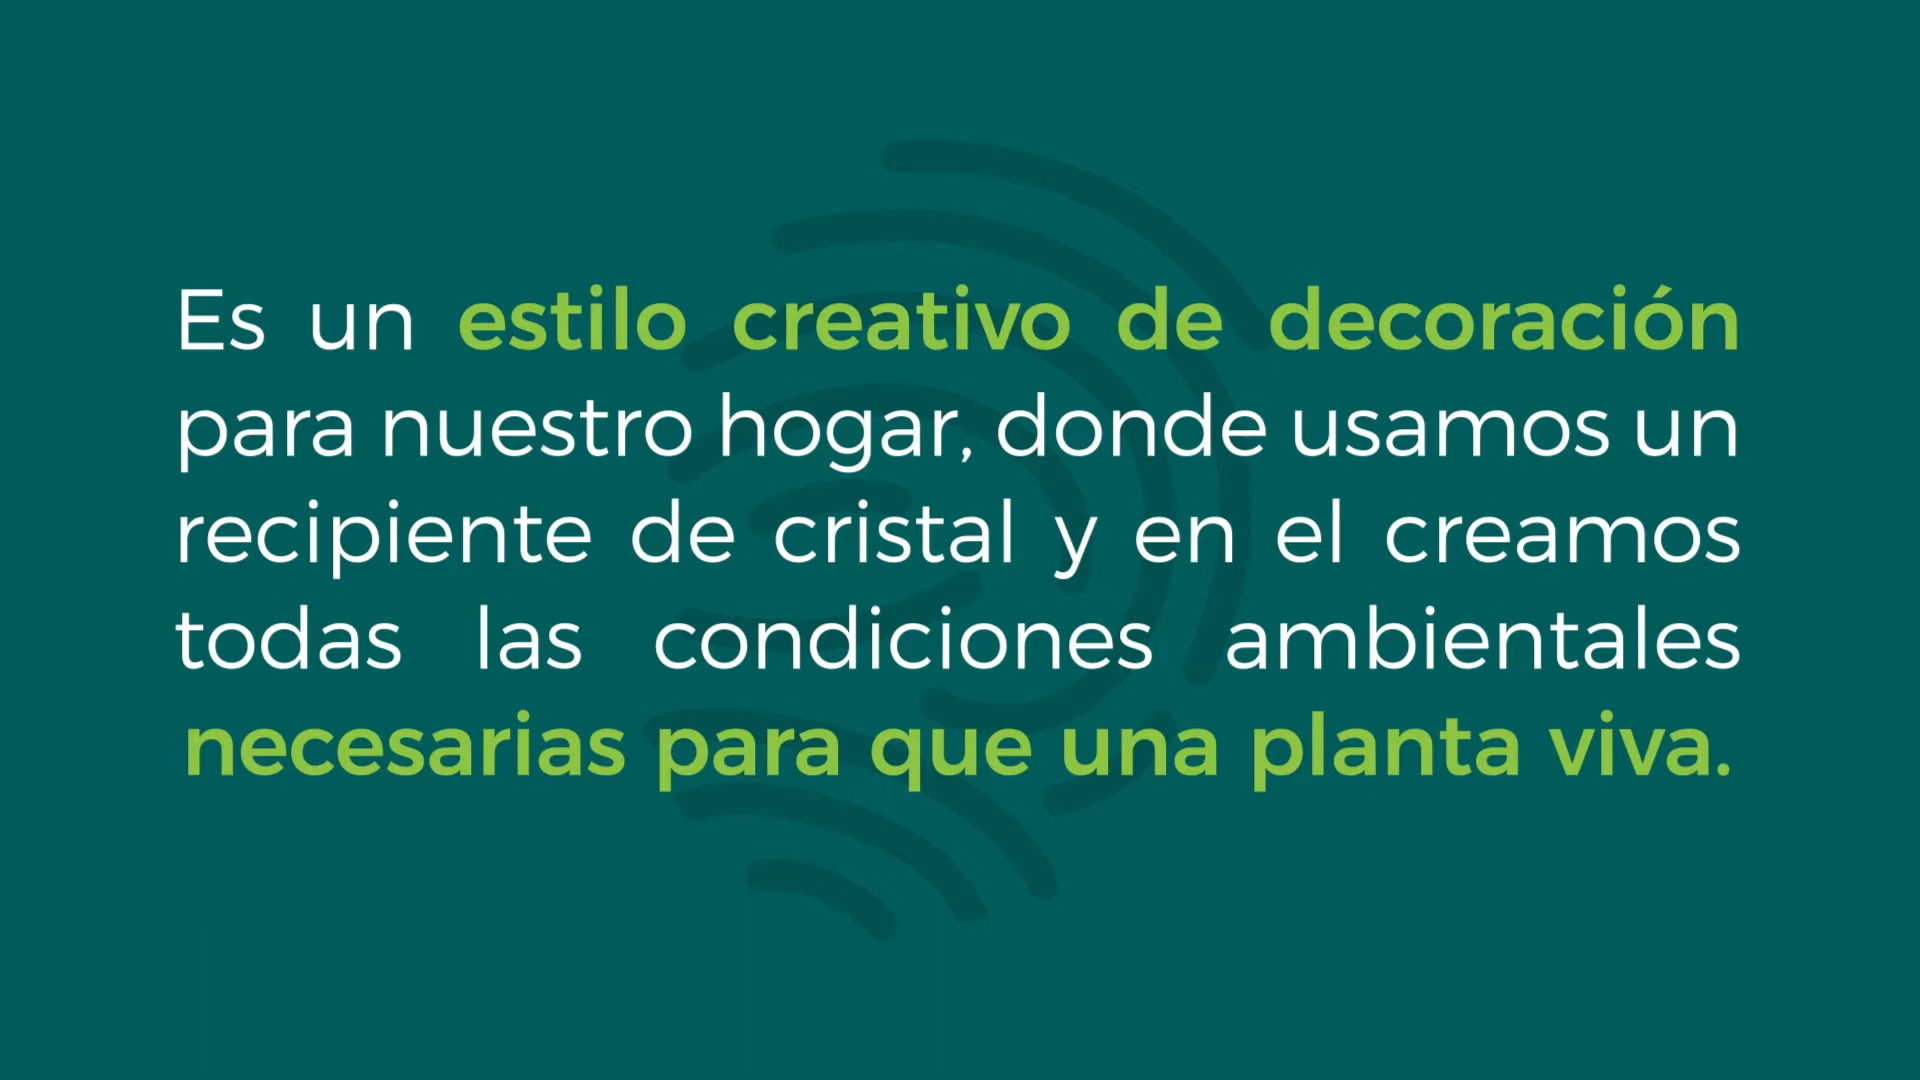 Es un estilo creativo de decoración
para nuestro hogar, donde usamos un
recipiente de cristal y en el creamos
todas las condiciones ambientales
necesarias para que una planta viva.